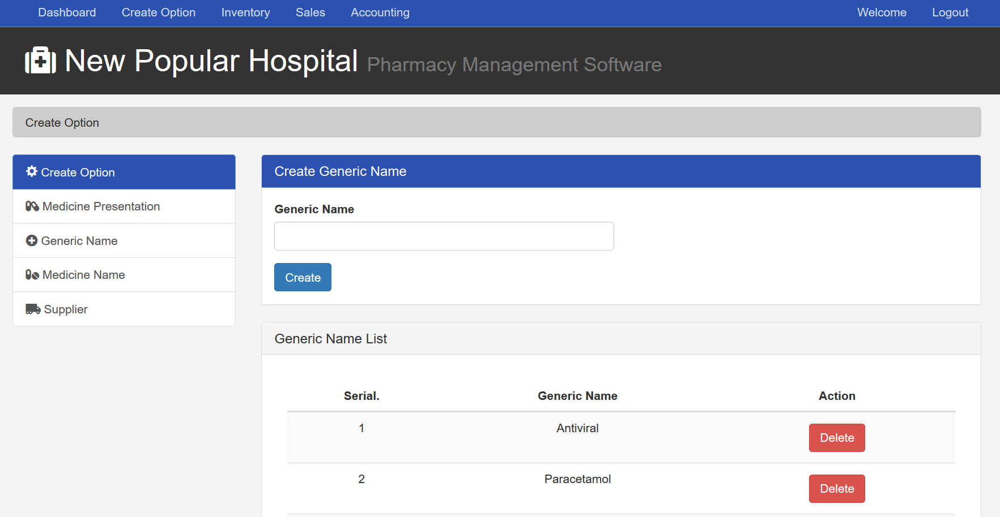 Dashboard Create Option Inventory Sales Accounting Welcome Logout
New Popular Hospital Pharmacy Management Software
Create Option
Create Option
Medicine Presentation
Generic Name
Medicine Name
Supplier
Create Generic Name
Generic Name
Create
Generic Name List
Serial. Generic Name Action
1 Antiviral Delete
2 Paracetamol Delete